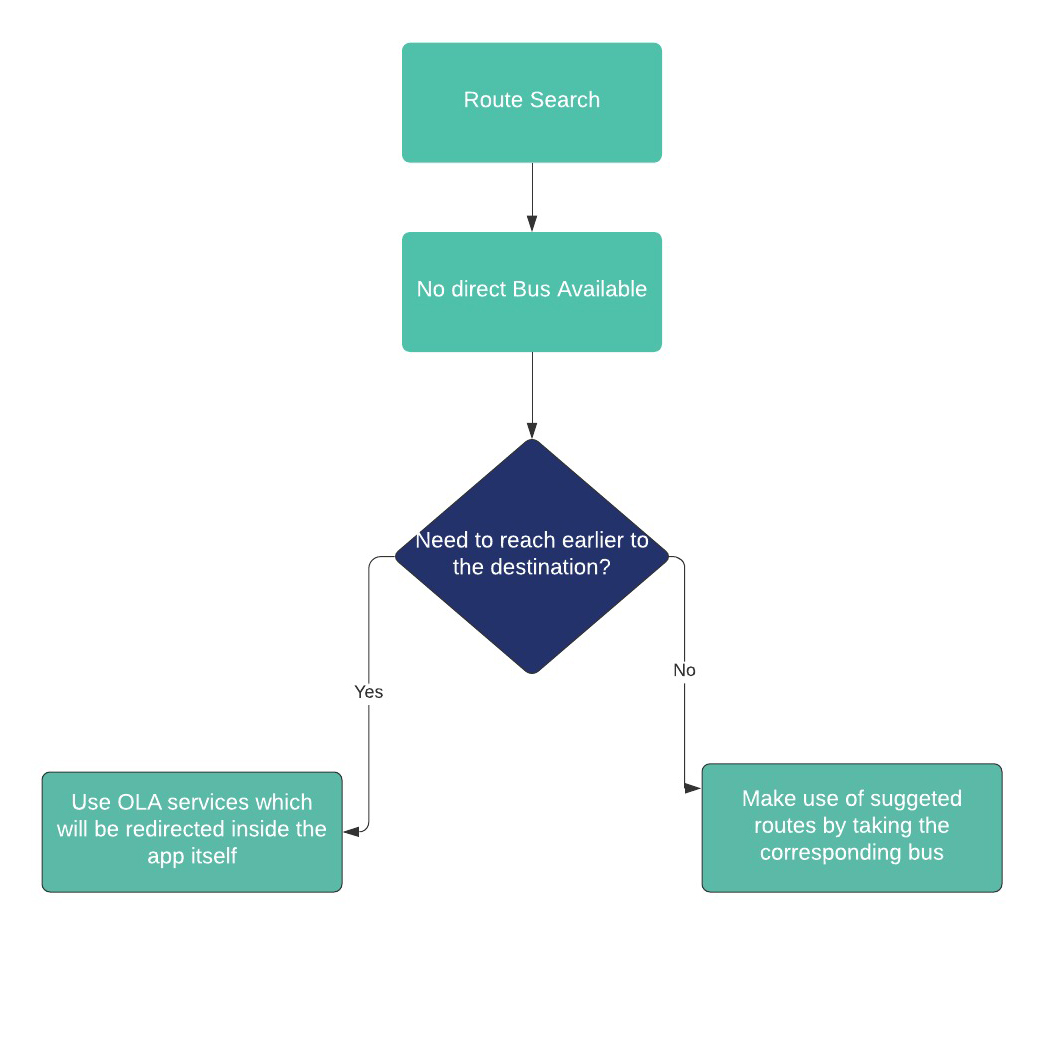 Route Search
No direct Bus Available
Need to reach earlier to
the destination?
Yes
No
Use OLA services which
will be redirected inside the
app itself
Make use of suggeted
routes by taking the
corresponding bus